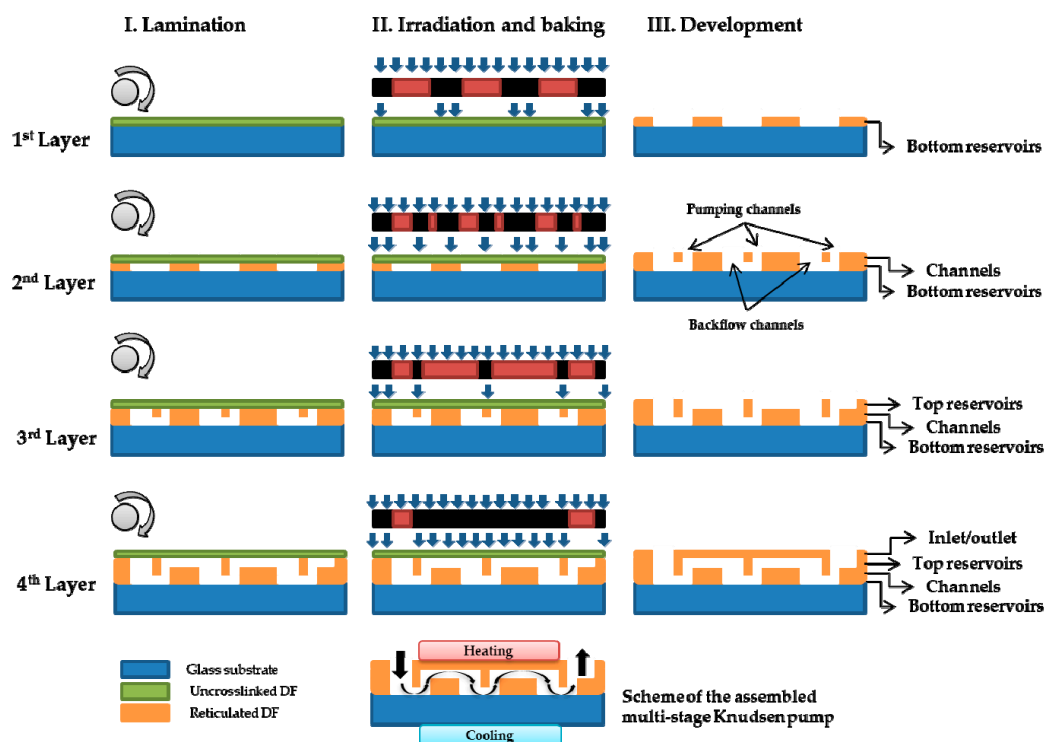 I. Lamination
II. Irradiation and baking
III. Development
1st Layer
Bottom reservoirs
2nd Layer
Pumping channels
Backflow channels
Channels
Bottom reservoirs
3rd Layer
Top reservoirs
Channels
Bottom reservoirs
4th Layer
Inlet/outlet
Top reservoirs
Channels
Bottom reservoirs
Glass substrate
Uncrosslinked DF
Reticulated DF
Heating
Cooling
Scheme of the assembled
multi-stage Knudsen pump